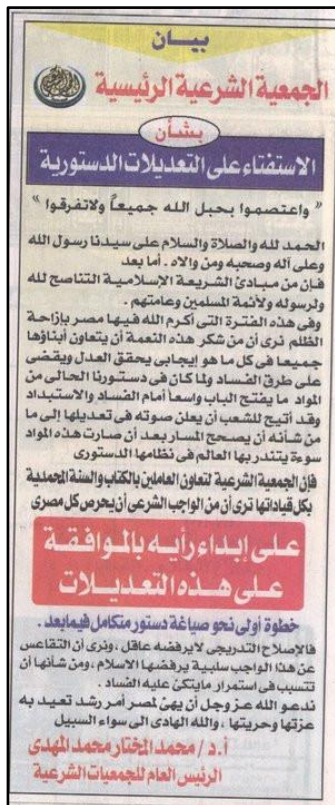 بيان
الجمعية الشرعية الرئيسية
بشأن
الاستفتاء على التعديلات الدستورية
"واعتصموا بحبل الله جميعاً ولاتفرقوا"
الحمد لله والصلاة والسلام على سيدنا رسول الله
وعلى آله وصحبه ومن والاه . أما بعد
فإن من مبادئ الشريعة الإسلامية التناصح لله
ولرسوله ولأئمة المسلمين وعامتهم .
وفى هذه الفترة التى أكرم الله فيها مصر بإزاحة
الظلم نرى أن من شكر هذه النعمة أن يتعاون أبناؤها
جميعا فى كل ما هو إيجابى يحقق العدل ويقضى
على طرق الفساد ولما كان فى دستورنا الحالى من
المواد ما يفتح الباب واسعاً أمام الفساد والاستبداد
وقد أتيح للشعب أن يعلن صوته فى تعديلها إلى ما
من شأنه أن يصحح المسار بعد أن صارت هذه المواد
سوءة يتندر بها العالم فى نظامها الدستورى
فإن الجمعية الشرعية لتعاون العاملين بالكتاب والسنة المحمدية
بكل قياداتها ترى أن من الواجب الشرعى أن يحرص كل مصرى
على إبداء رأيه بالموافقة
على هذه التعديلات
خطوة أولى نحو صياغة دستور متكامل فيمابعد .
فالإصلاح التدريجى لايرفضه عاقل ، ونرى أن التقاعس
عن هذا الواجب سلبية يرفضها الإسلام ، ومن شأنها أن
تتسبب فى استمرار مايتكئ عليه الفساد .
ندعو الله عز وجل أن يهئ لمصر أمر رشد تعيد به
عزتها وحريتها ، والله الهادى الى سواء السبيل
أ.د / محمد المختار محمد المهدى
الرئيس العام للجمعيات الشرعية